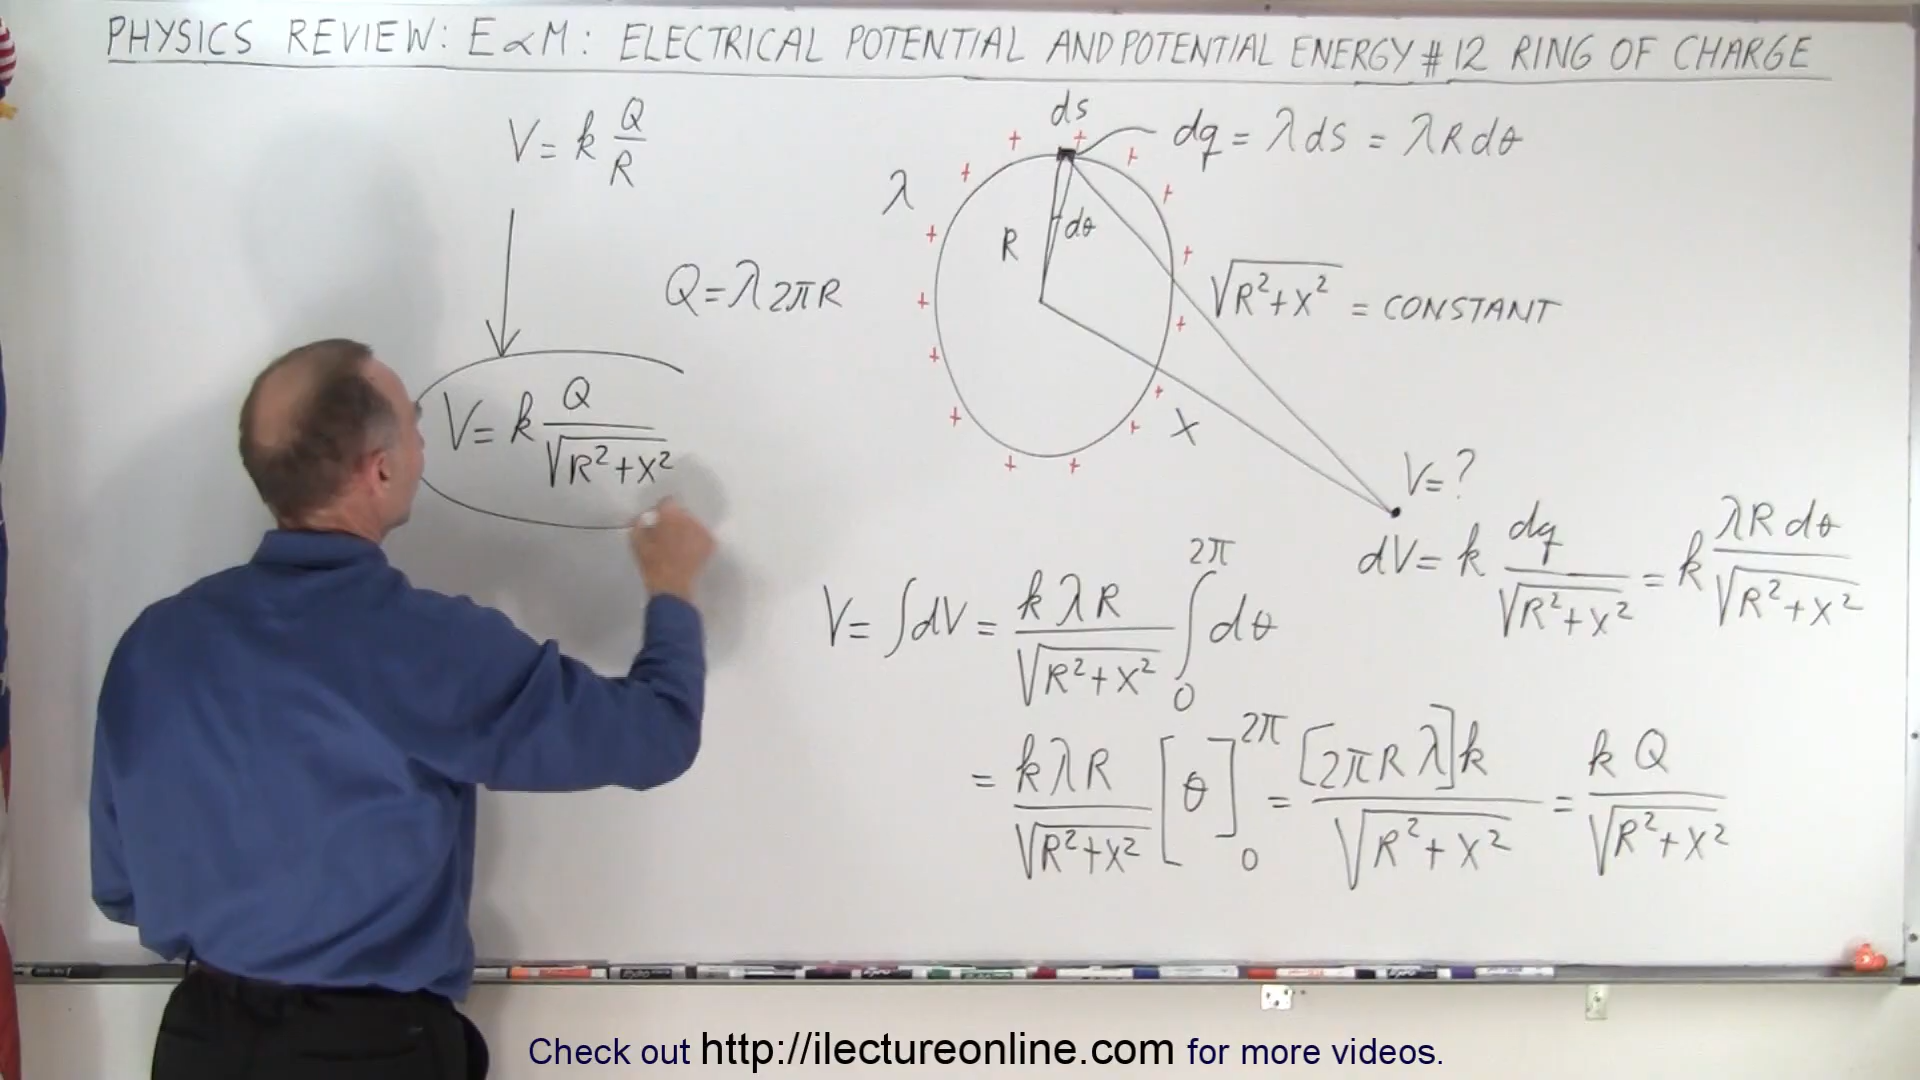 PHYSICS REVIEW: E∝M: ELECTRICAL POTENTIAL AND POTENTIAL ENERGY #12 RING OF CHARGE
V = k Q/R
Q = λ2πR
V = k Q/√(R²+X²)
ds
dq = λds = λRdθ
λ
R
dθ
√(R²+X²) = CONSTANT
X
V=?
dV = k dq/√(R²+X²) = k λRdθ/√(R²+X²)
V = ∫dV = kλR/√(R²+X²) ∫₀^2π dθ
= kλR/√(R²+X²) [θ]₀^2π = [2πRλ]k/√(R²+X²) = kQ/√(R²+X²)
Check out http://ilectureonline.com for more videos.